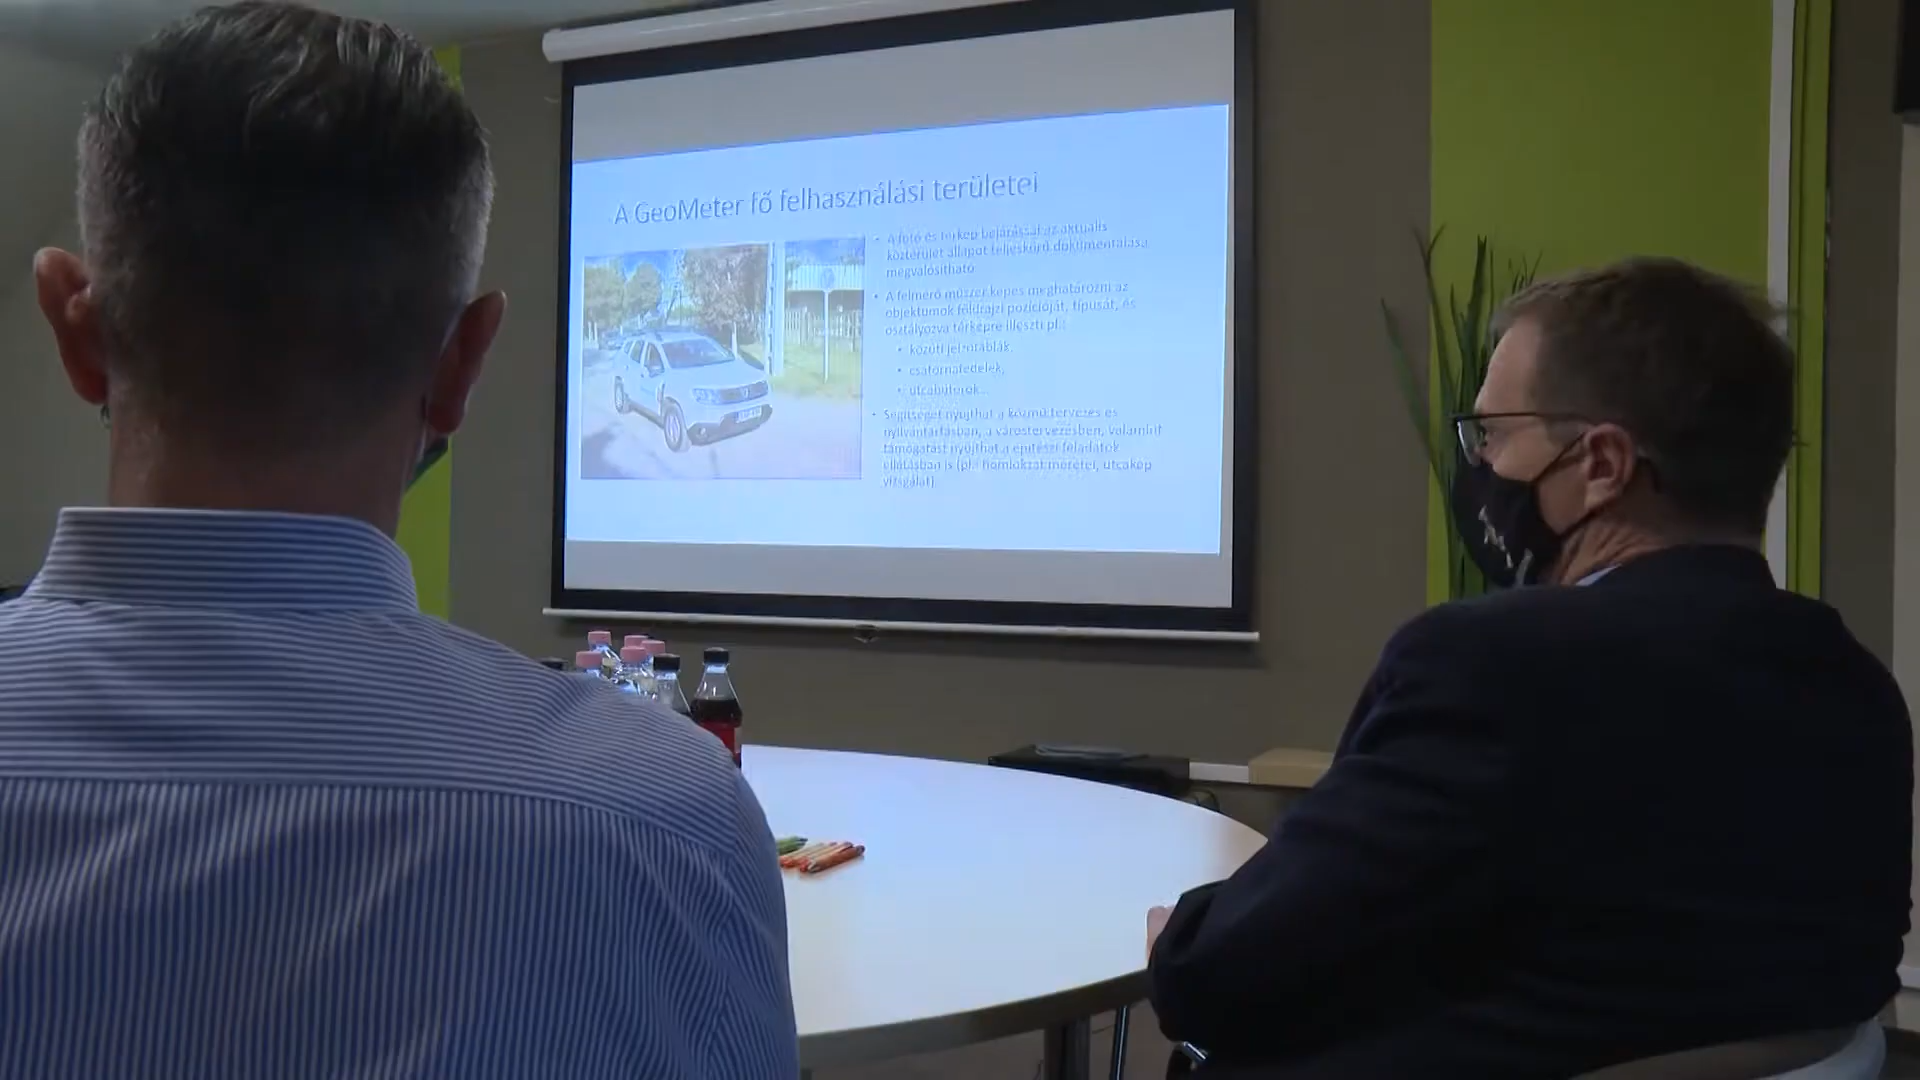 A GeoMeter fő felhasználási területei
• A fotó és térkép bejárással az aktuális
közterület állapot teljeskörű dokumentálása
megvalósítható
• A felmérő műszer képes meghatározni az
objektumok földrajzi pozícióját, típusát, és
osztályozva térképre illeszti pl.:
• közúti jelzőtáblák,
• csatornafedelek,
• utcabútorok...
• Segítséget nyújthat a közmű tervezés és
nyilvántartásban, a várostervezésben, valamint
támogatást nyújthat a építészi feladatok
ellátásban is (pl.: homlokzat méretei, utcakép
vizsgálat)